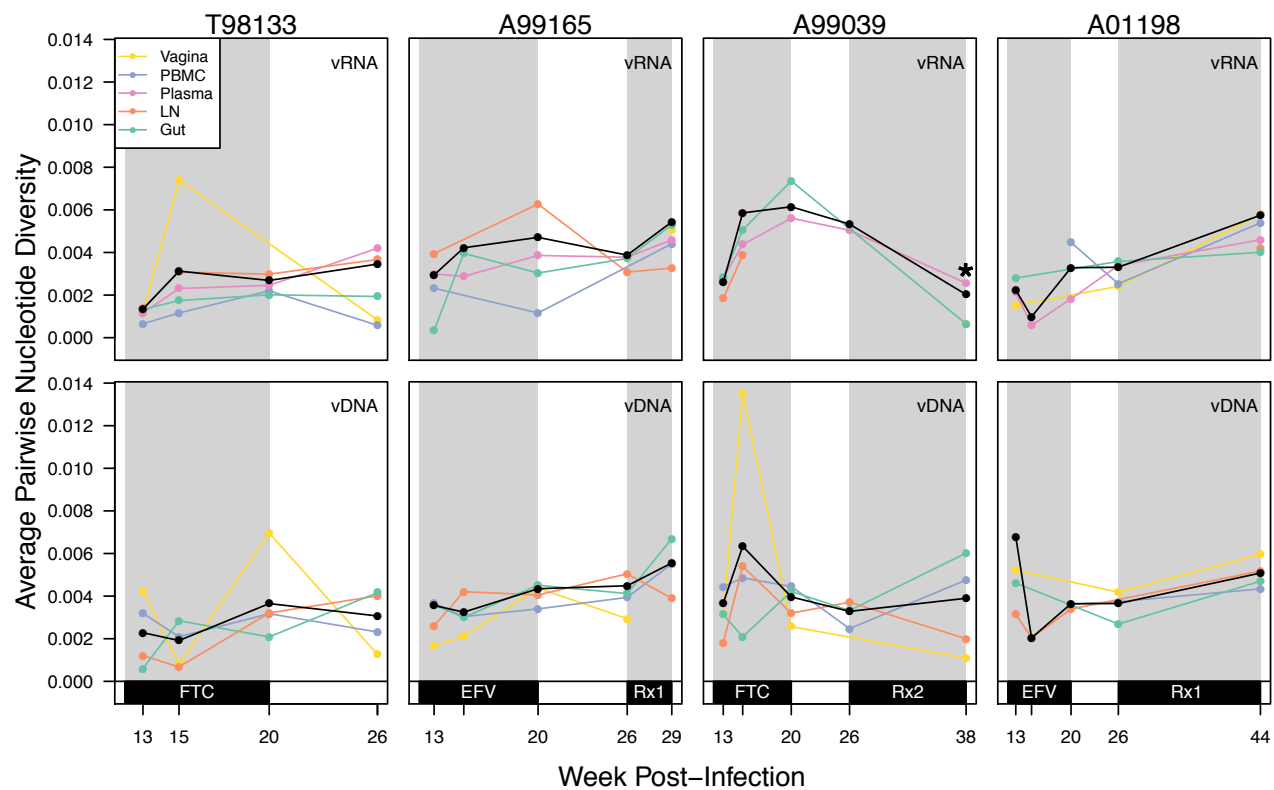 T98133 A99165 A99039 A01198
Average Pairwise Nucleotide Diversity
0.014
0.012
0.010
0.008
0.006
0.004
0.002
0.000
Vagina
PBMC
Plasma
LN
Gut
vRNA vRNA vRNA vRNA
*
0.014
0.012
0.010
0.008
0.006
0.004
0.002
0.000
vDNA vDNA vDNA vDNA
FTC EFV Rx1 FTC Rx2 EFV Rx1
13 15 20 26 13 20 26 29 13 20 26 38 13 20 26 44
Week Post−Infection